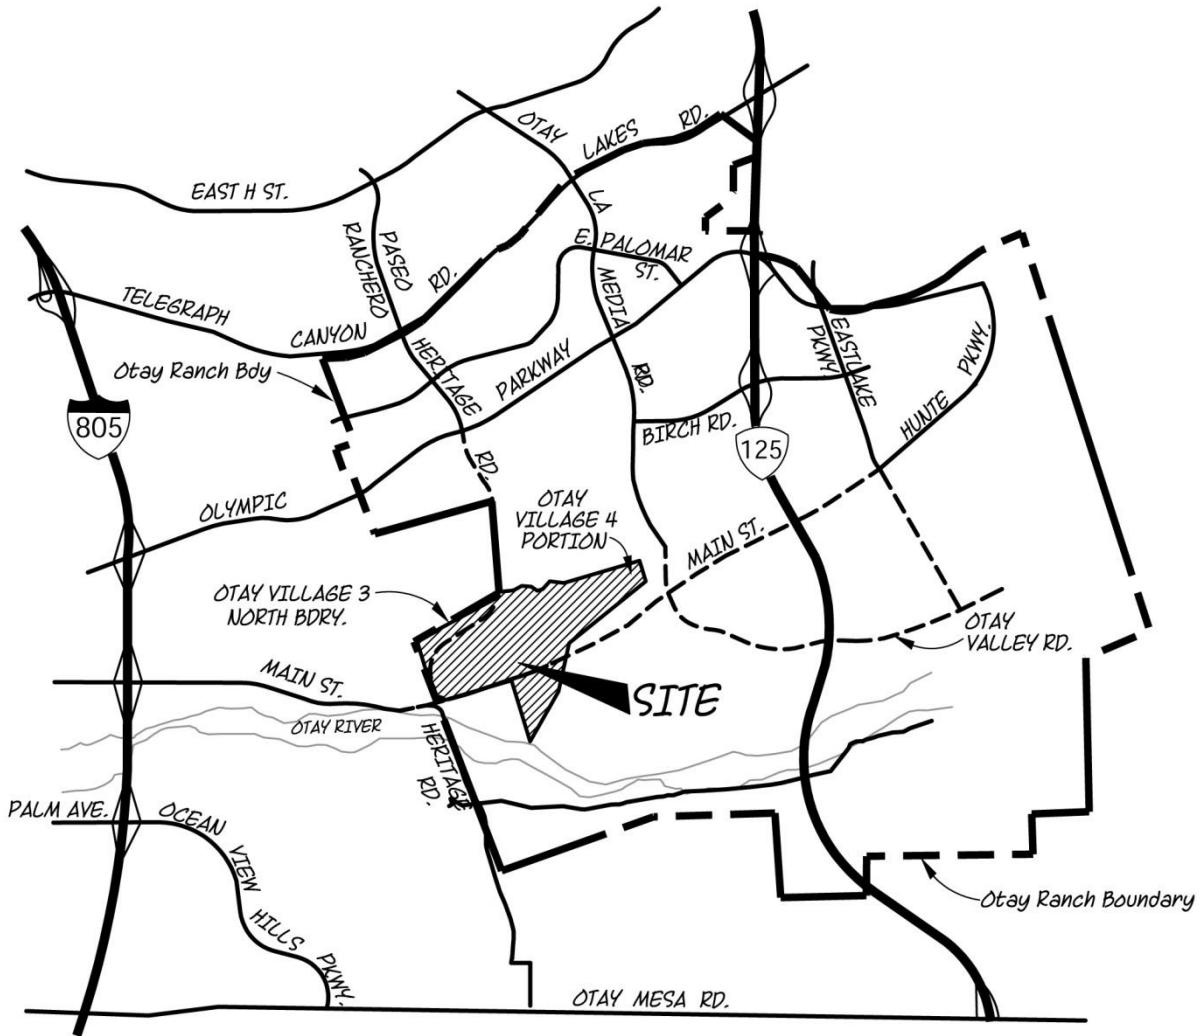 OTAY
LAKES
RD.
EAST H ST.
LA
MEDIA
RD.
PASEO
RANCHERO
E. PALOMAR
ST.
RD.
TELEGRAPH
CANYON
HERITAGE
RD.
PARKWAY
EASTLAKE
PKWY.
HUNTE
PKWY.
Otay Ranch Bdy
805
BIRCH RD.
125
OLYMPIC
OTAY
VILLAGE 4
PORTION
MAIN ST.
OTAY VILLAGE 3
NORTH BDRY.
OTAY
VALLEY RD.
MAIN ST.
SITE
OTAY RIVER
HERITAGE
RD.
PALM AVE.
OCEAN
VIEW
HILLS
PKWY.
Otay Ranch Boundary
OTAY MESA RD.